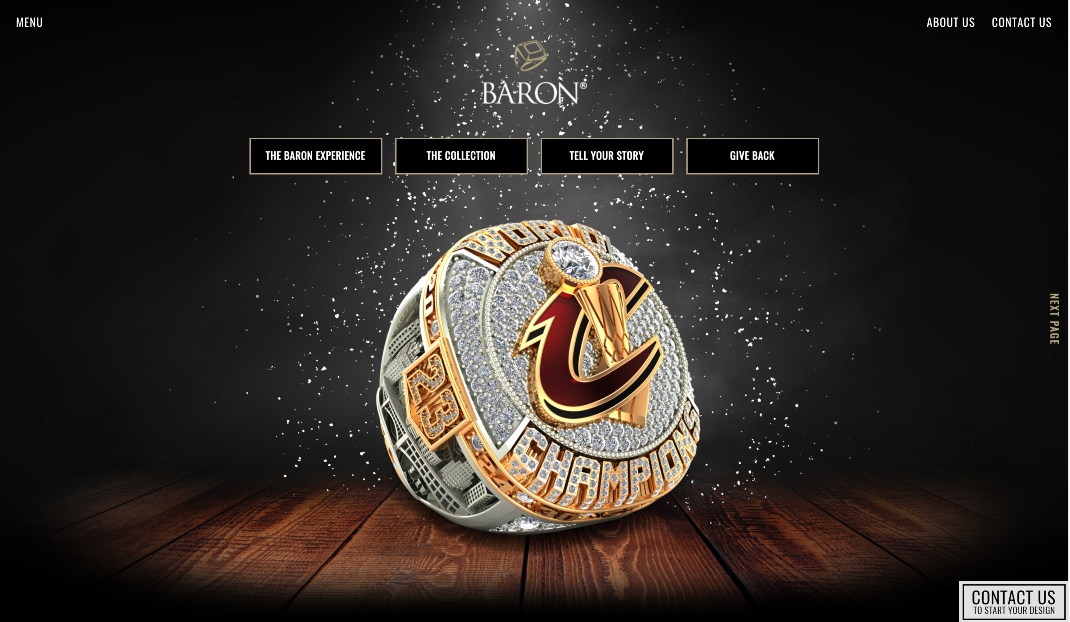 MENU
ABOUT US
CONTACT US
BARON®
THE BARON EXPERIENCE
THE COLLECTION
TELL YOUR STORY
GIVE BACK
WORLD
23
CHAMPIONS
NEXT PAGE
CONTACT US
TO START YOUR DESIGN